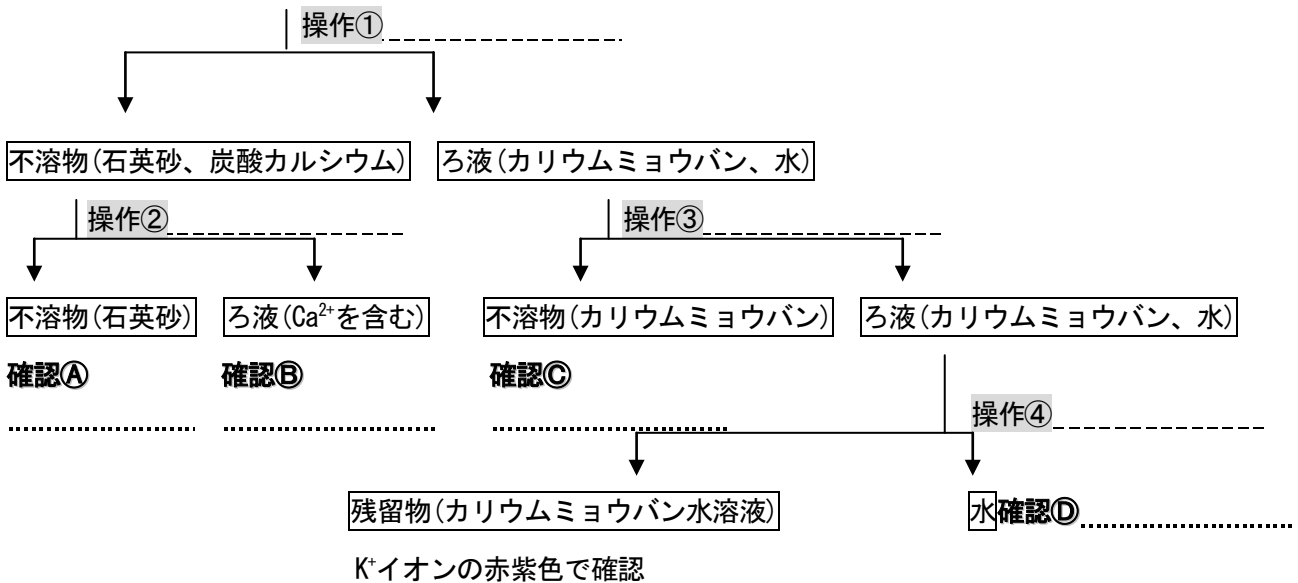 操作①
不溶物(石英砂、炭酸カルシウム) ろ液(カリウムミョウバン、水)
操作② 操作③
不溶物(石英砂) ろ液(Ca²⁺を含む) 不溶物(カリウムミョウバン) ろ液(カリウムミョウバン、水)
確認Ⓐ 確認Ⓑ 確認Ⓒ
操作④
残留物(カリウムミョウバン水溶液) 水確認Ⓓ
K⁺イオンの赤紫色で確認